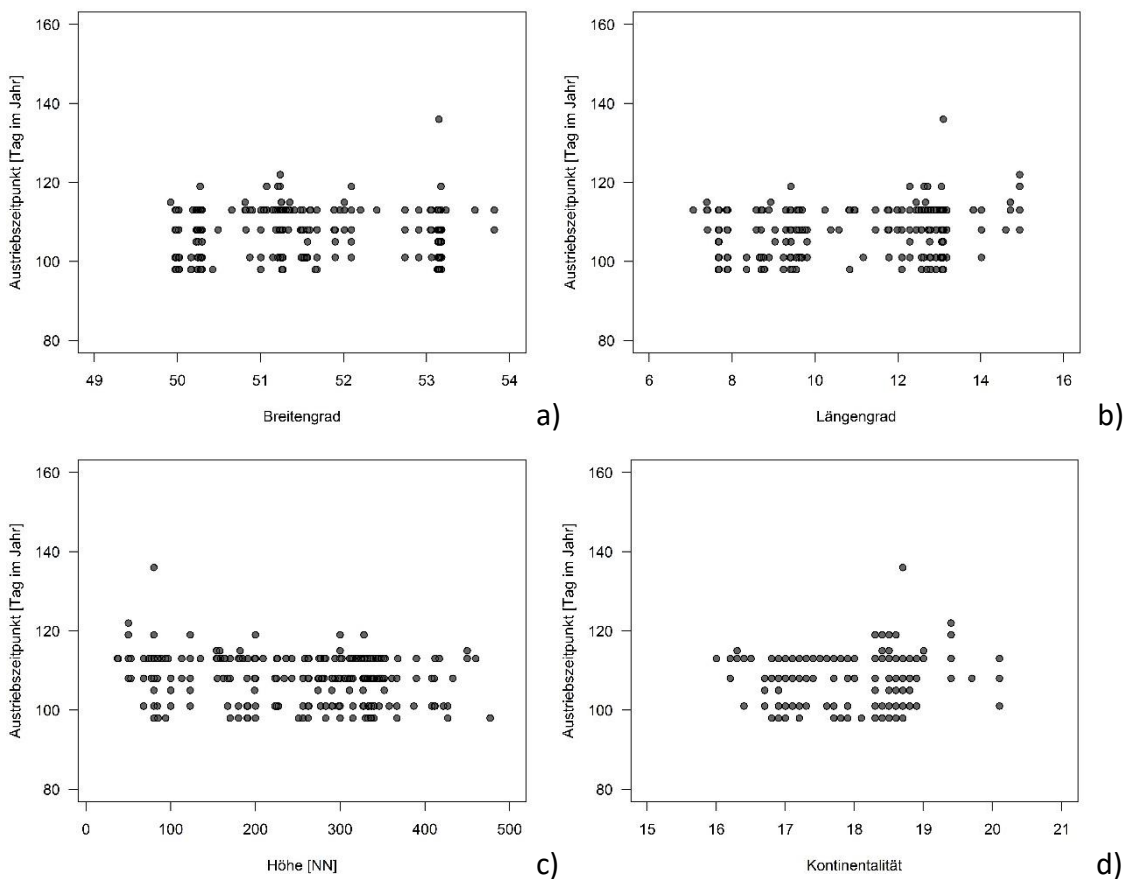 160
140
120
100
80
Austriebszeitpunkt [Tag im Jahr]
49 50 51 52 53 54
Breitengrad
a)
160
140
120
100
80
Austriebszeitpunkt [Tag im Jahr]
6 8 10 12 14 16
Längengrad
b)
160
140
120
100
80
Austriebszeitpunkt [Tag im Jahr]
0 100 200 300 400 500
Höhe [NN]
c)
160
140
120
100
80
Austriebszeitpunkt [Tag im Jahr]
15 16 17 18 19 20 21
Kontinentalität
d)